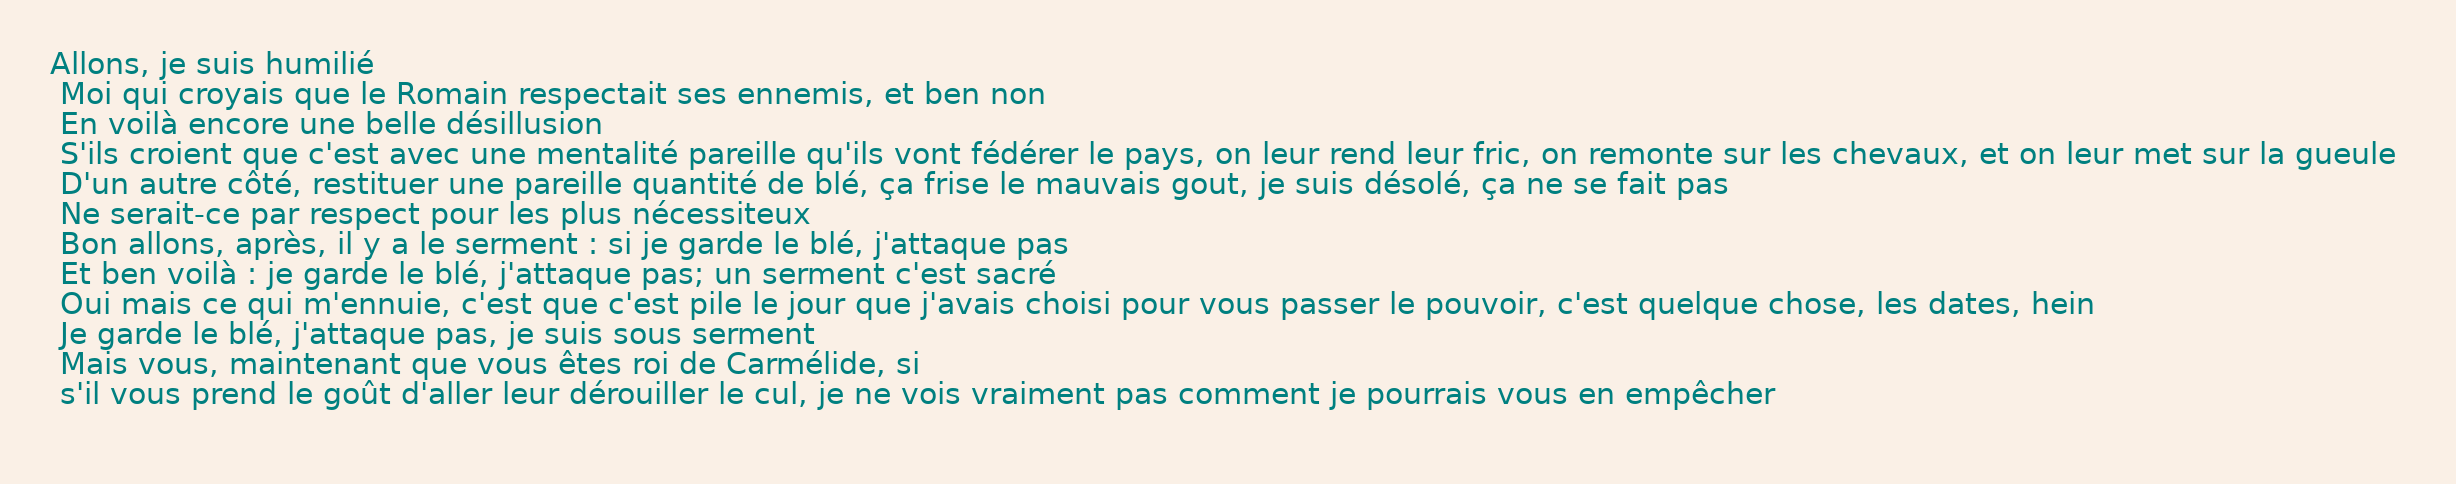 Allons, je suis humilié
Moi qui croyais que le Romain respectait ses ennemis, et ben non
En voilà encore une belle désillusion
S'ils croient que c'est avec une mentalité pareille qu'ils vont fédérer le pays, on leur rend leur fric, on remonte sur les chevaux, et on leur met sur la gueule
D'un autre côté, restituer une pareille quantité de blé, ça frise le mauvais gout, je suis désolé, ça ne se fait pas
Ne serait-ce par respect pour les plus nécessiteux
Bon allons, après, il y a le serment : si je garde le blé, j'attaque pas
Et ben voilà : je garde le blé, j'attaque pas; un serment c'est sacré
Oui mais ce qui m'ennuie, c'est que c'est pile le jour que j'avais choisi pour vous passer le pouvoir, c'est quelque chose, les dates, hein
Je garde le blé, j'attaque pas, je suis sous serment
Mais vous, maintenant que vous êtes roi de Carmélide, si
s'il vous prend le goût d'aller leur dérouiller le cul, je ne vois vraiment pas comment je pourrais vous en empêcher